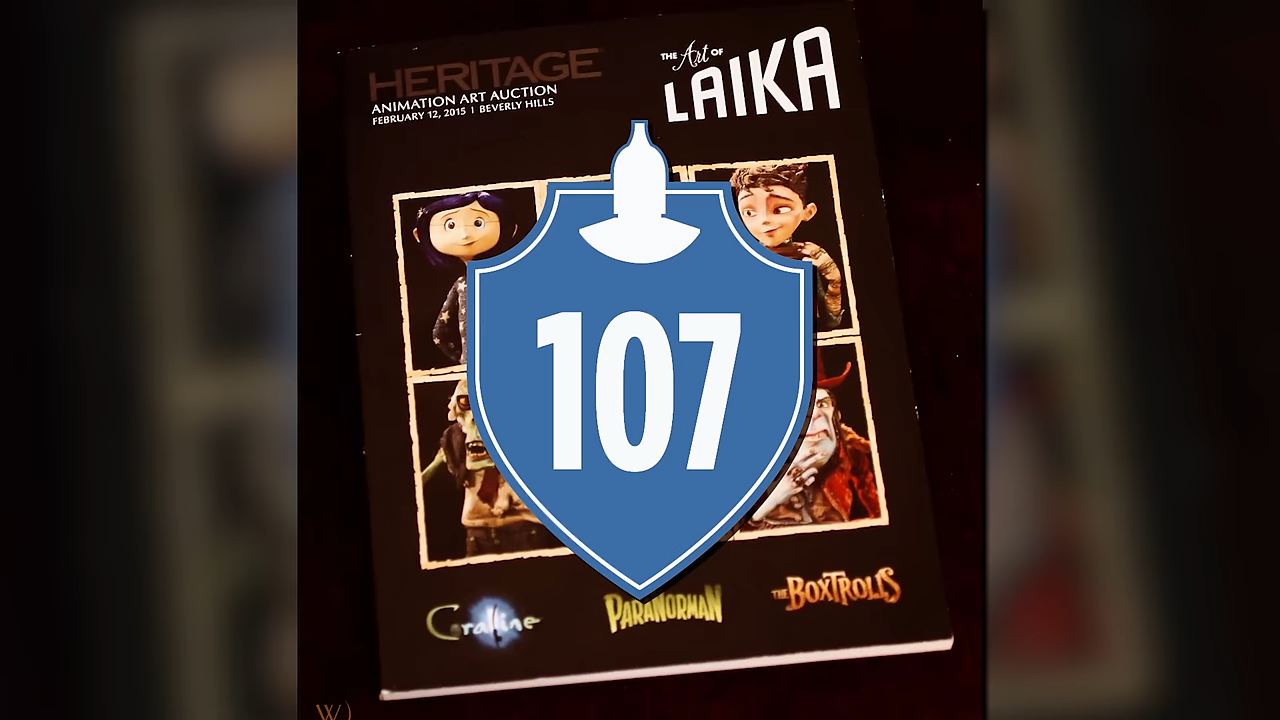 HERITAGE
ANIMATION ART AUCTION
FEBRUARY 12, 2015 | BEVERLY HILLS
THE Art OF
LAIKA
107
Coraline
PARANORMAN
THE BOXTROLLS
W)